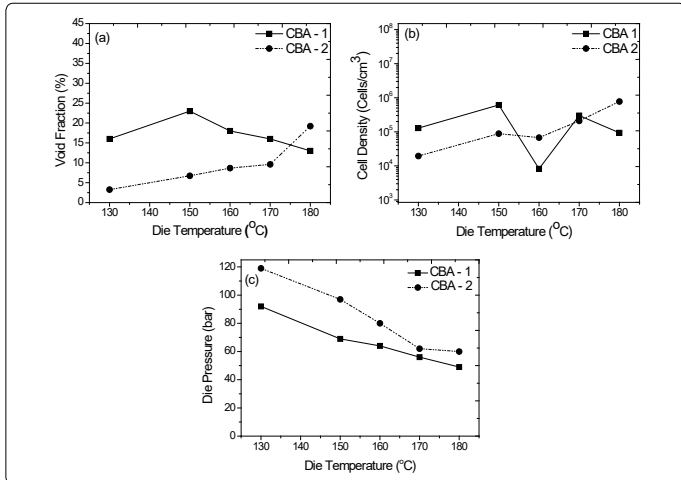 (a)
CBA - 1
CBA - 2
Void Fraction (%)
45
40
35
30
25
20
15
10
5
0
130 140 150 160 170 180
Die Temperature (°C)
(b)
CBA 1
CBA 2
Cell Density (Cells/cm³)
10⁸
10⁷
10⁶
10⁵
10⁴
10³
130 140 150 160 170 180
Die Temperature (°C)
(c)
CBA - 1
CBA - 2
Die Pressure (bar)
120
100
80
60
40
20
0
130 140 150 160 170 180
Die Temperature (°C)